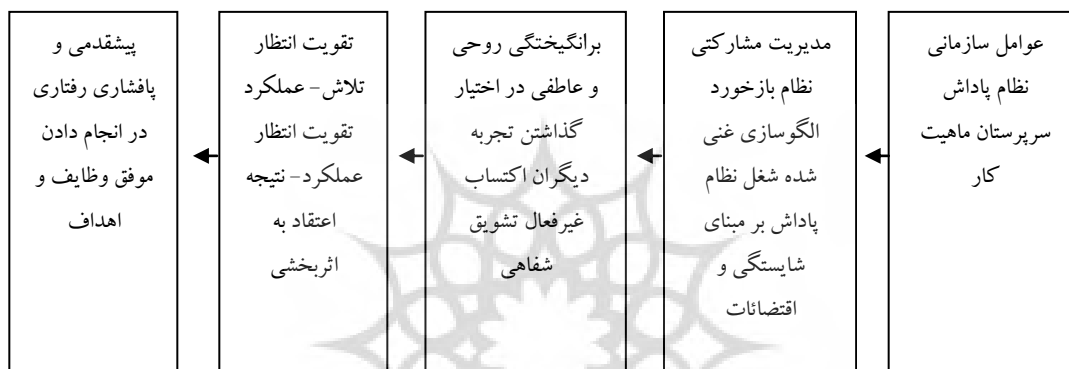 عوامل سازمانی
نظام پاداش
سرپرستان ماهیت
کار
مدیریت مشارکتی
نظام بازخورد
الگوسازی غنی
شده شغل نظام
پاداش بر مبنای
شایستگی و
اقتضائات
برانگیختگی روحی
و عاطفی در اختیار
گذاشتن تجربه
دیگران اکتساب
غیرفعال تشویق
شفاهی
تقویت انتظار
تلاش- عملکرد
تقویت انتظار
عملکرد- نتیجه
اعتقاد به
اثربخشی
پیشقدمی و
پافشاری رفتاری
در انجام دادن
موفق وظایف و
اهداف